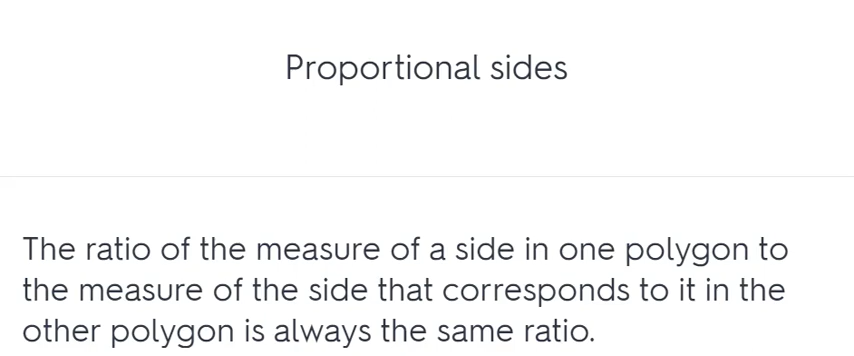 Proportional sides
The ratio of the measure of a side in one polygon to
the measure of the side that corresponds to it in the
other polygon is always the same ratio.